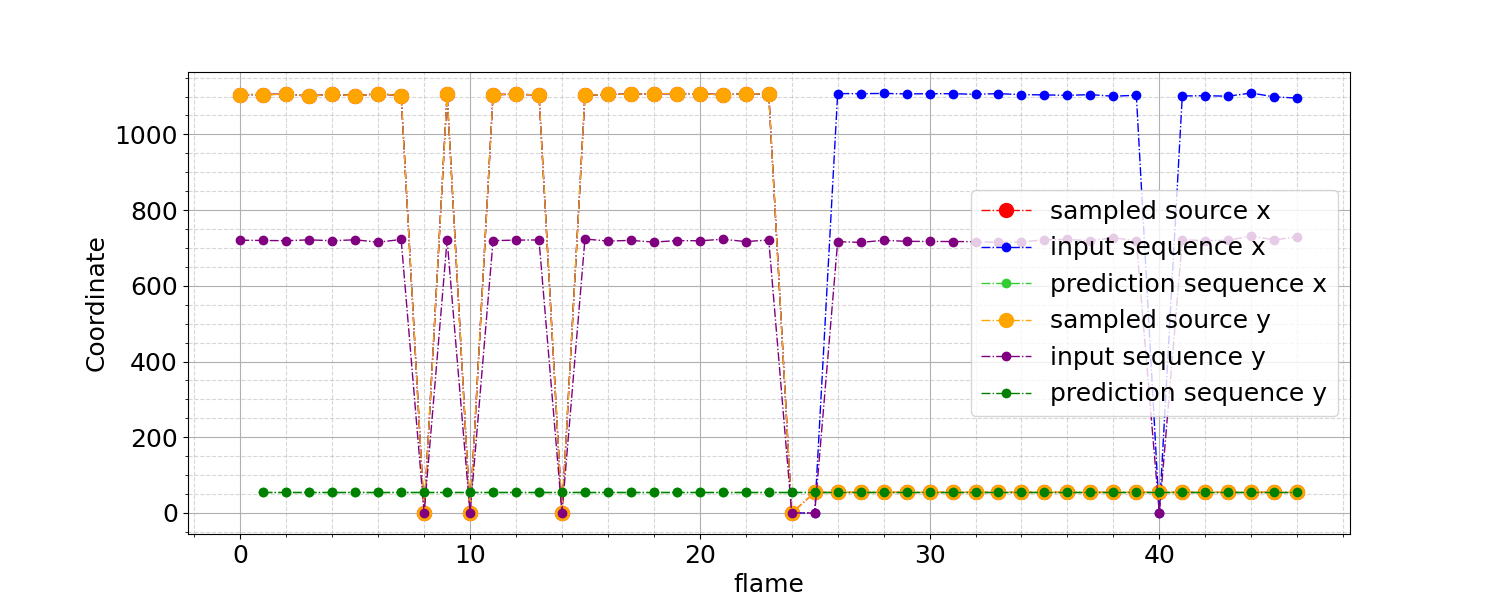 1000
800
600
400
200
0
Coordinate
sampled source x
input sequence x
prediction sequence x
sampled source y
input sequence y
prediction sequence y
0 10 20 30 40
flame